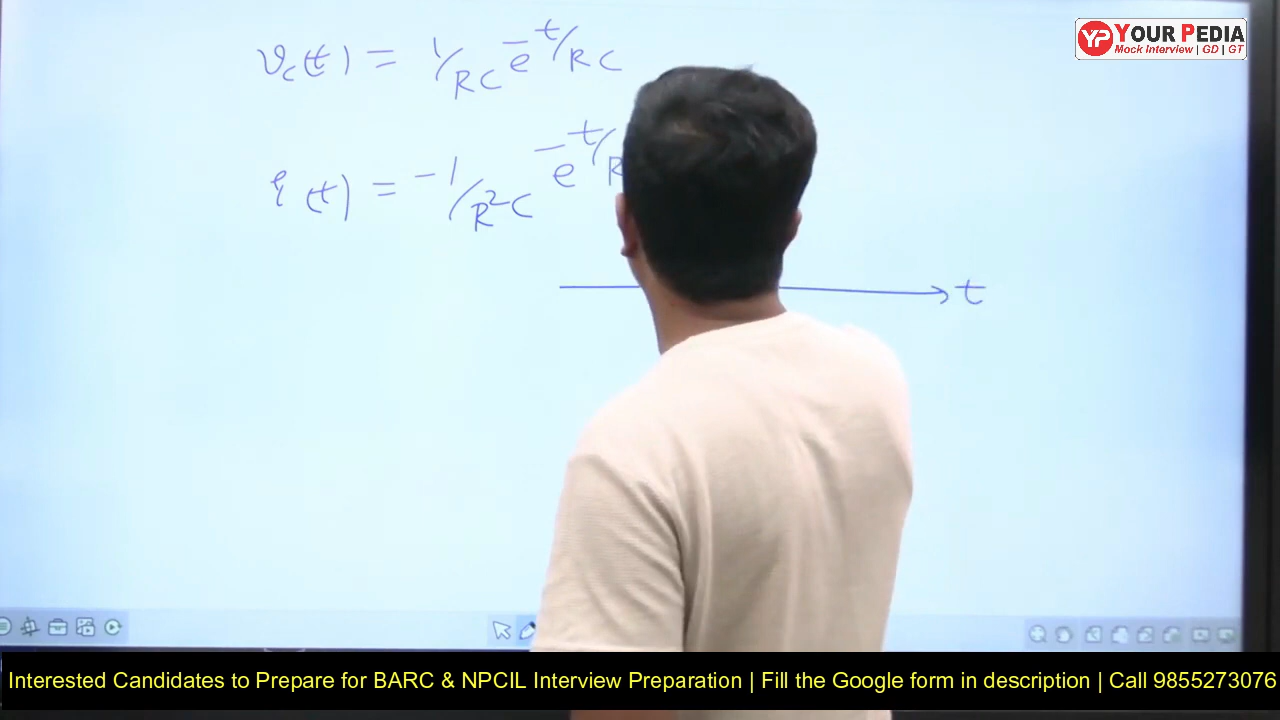 YOUR PEDIA
Mock Interview | GD | GT
v_c(t) = 1/RC e^-t/RC
i(t) = -1/R²C e^-t/R
t
Interested Candidates to Prepare for BARC & NPCIL Interview Preparation | Fill the Google form in description | Call 9855273076